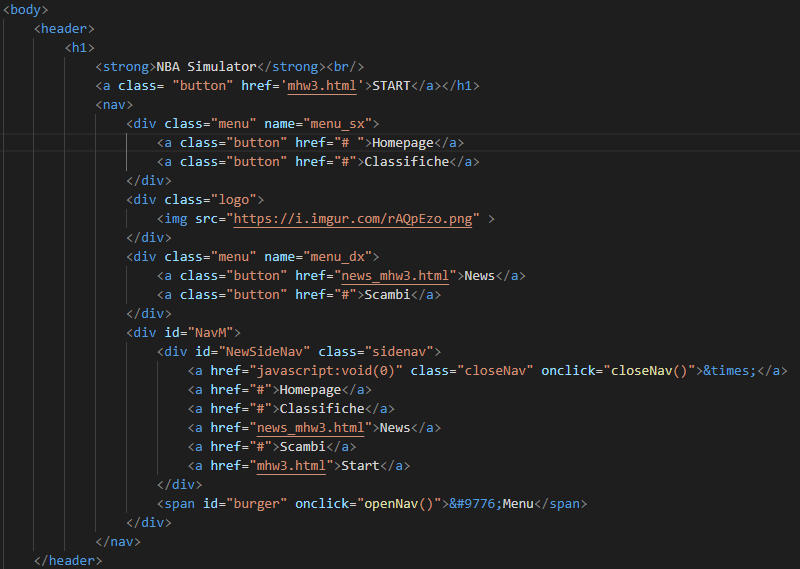 <body>
<header>
<h1>
<strong>NBA Simulator</strong><br/>
<a class= "button" href='mhw3.html'>START</a></h1>
<nav>
<div class="menu" name="menu_sx">
<a class="button" href="# ">Homepage</a>
<a class="button" href="#">Classifiche</a>
</div>
<div class="logo">
<img src="https://i.imgur.com/rAQpEzo.png" >
</div>
<div class="menu" name="menu_dx">
<a class="button" href="news_mhw3.html">News</a>
<a class="button" href="#">Scambi</a>
</div>
<div id="NavM">
<div id="NewSideNav" class="sidenav">
<a href="javascript:void(0)" class="closeNav" onclick="closeNav()">&times;</a>
<a href="#">Homepage</a>
<a href="#">Classifiche</a>
<a href="news_mhw3.html">News</a>
<a href="#">Scambi</a>
<a href="mhw3.html">Start</a>
</div>
<span id="burger" onclick="openNav()">&#9776;Menu</span>
</div>
</nav>
</header>